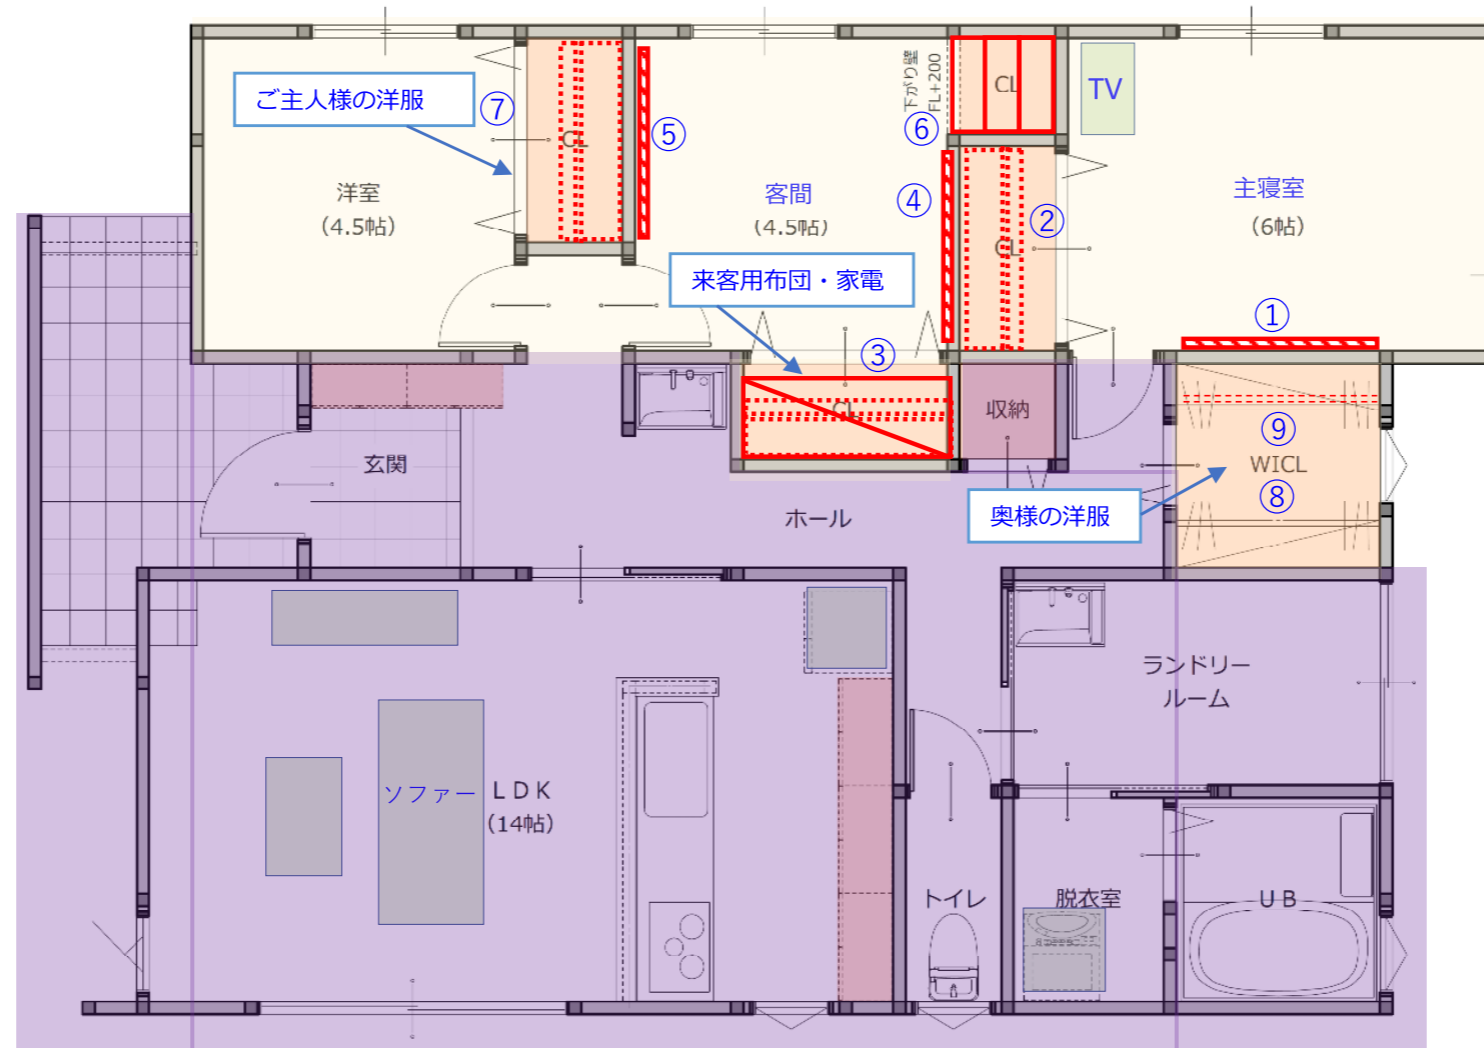 下がり壁
FL+200
CL
TV
ご主人様の洋服
⑦
CL
⑤
⑥
洋室
(4.5帖)
客間
(4.5帖)
④
②
CL
主寝室
(6帖)
来客用布団・家電
①
③
CL
収納
玄関
⑨
WICL
⑧
ホール
奥様の洋服
ランドリー
ルーム
ソファー
LDK
(14帖)
トイレ
脱衣室
UB